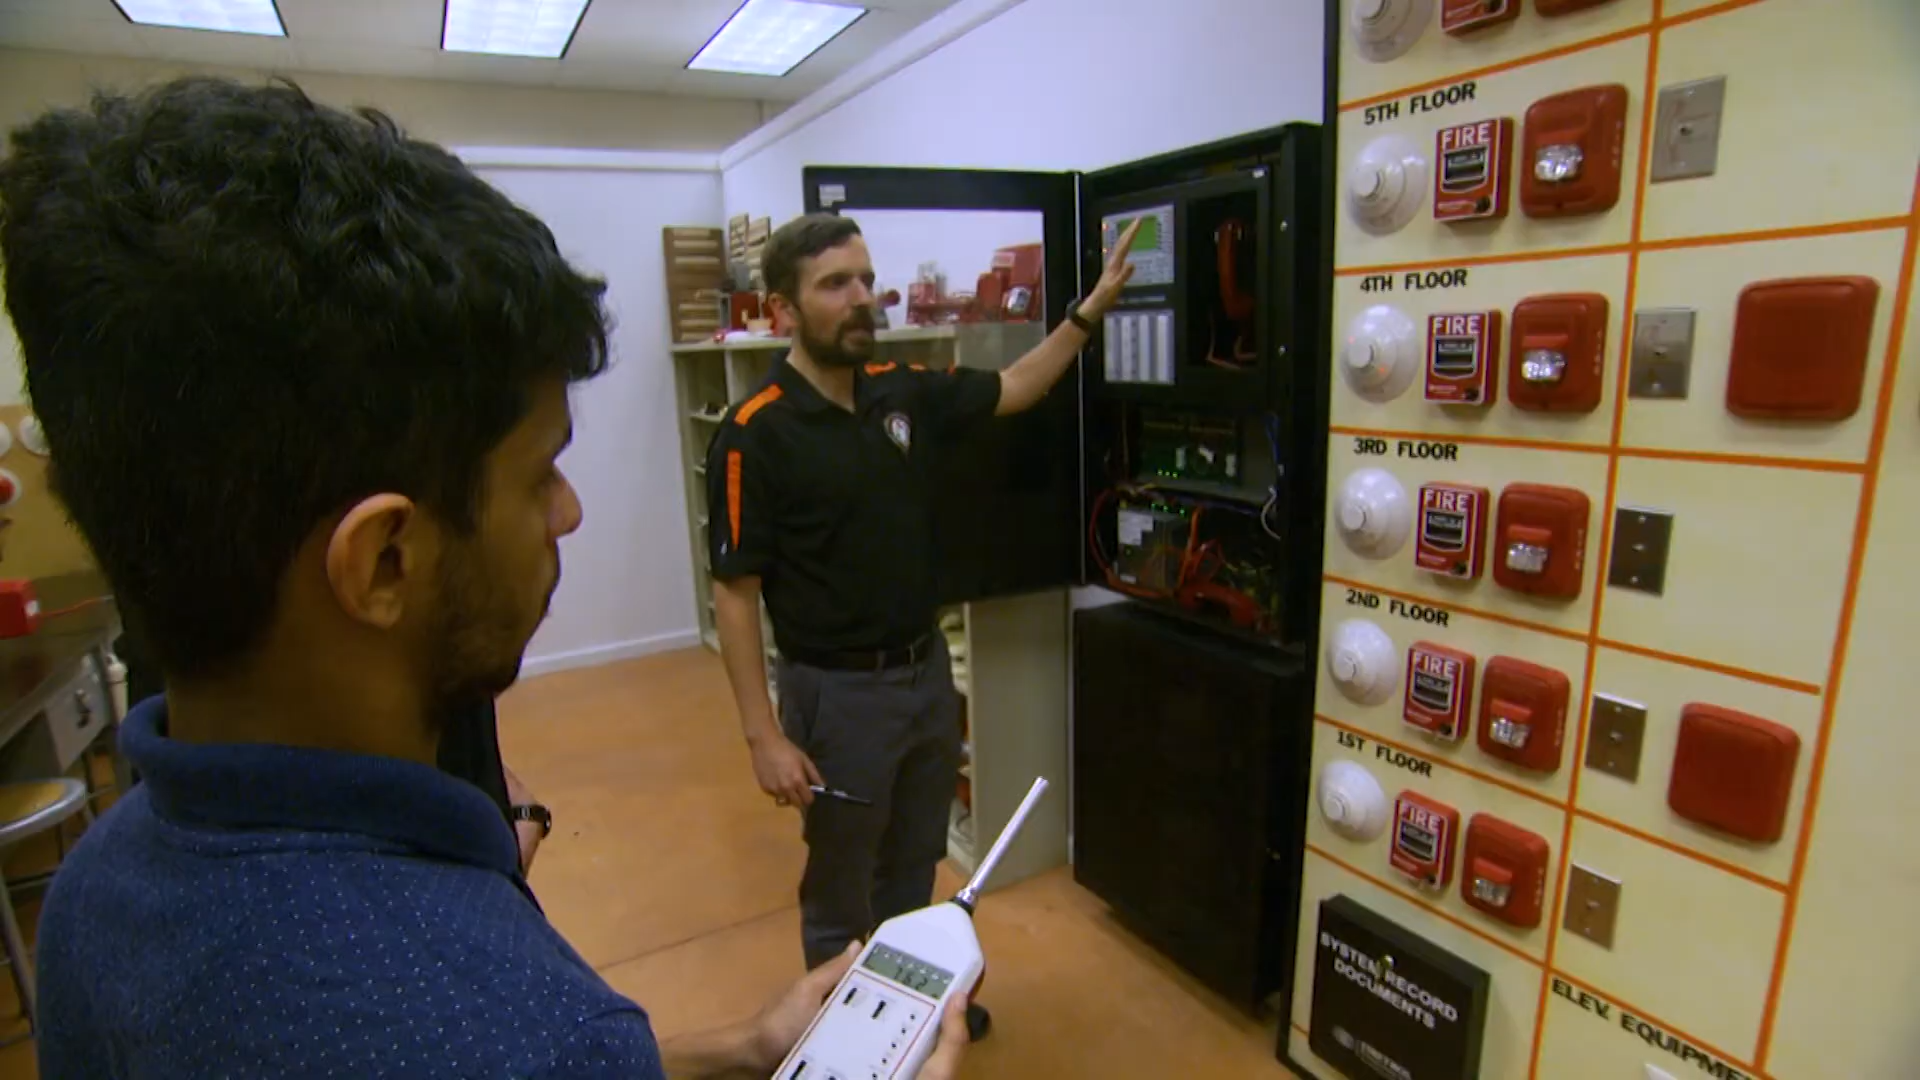 5TH FLOOR
FIRE
4TH FLOOR
FIRE
3RD FLOOR
FIRE
2ND FLOOR
FIRE
1ST FLOOR
FIRE
SYSTEM RECORD
DOCUMENTS
ELEV. EQUIPME